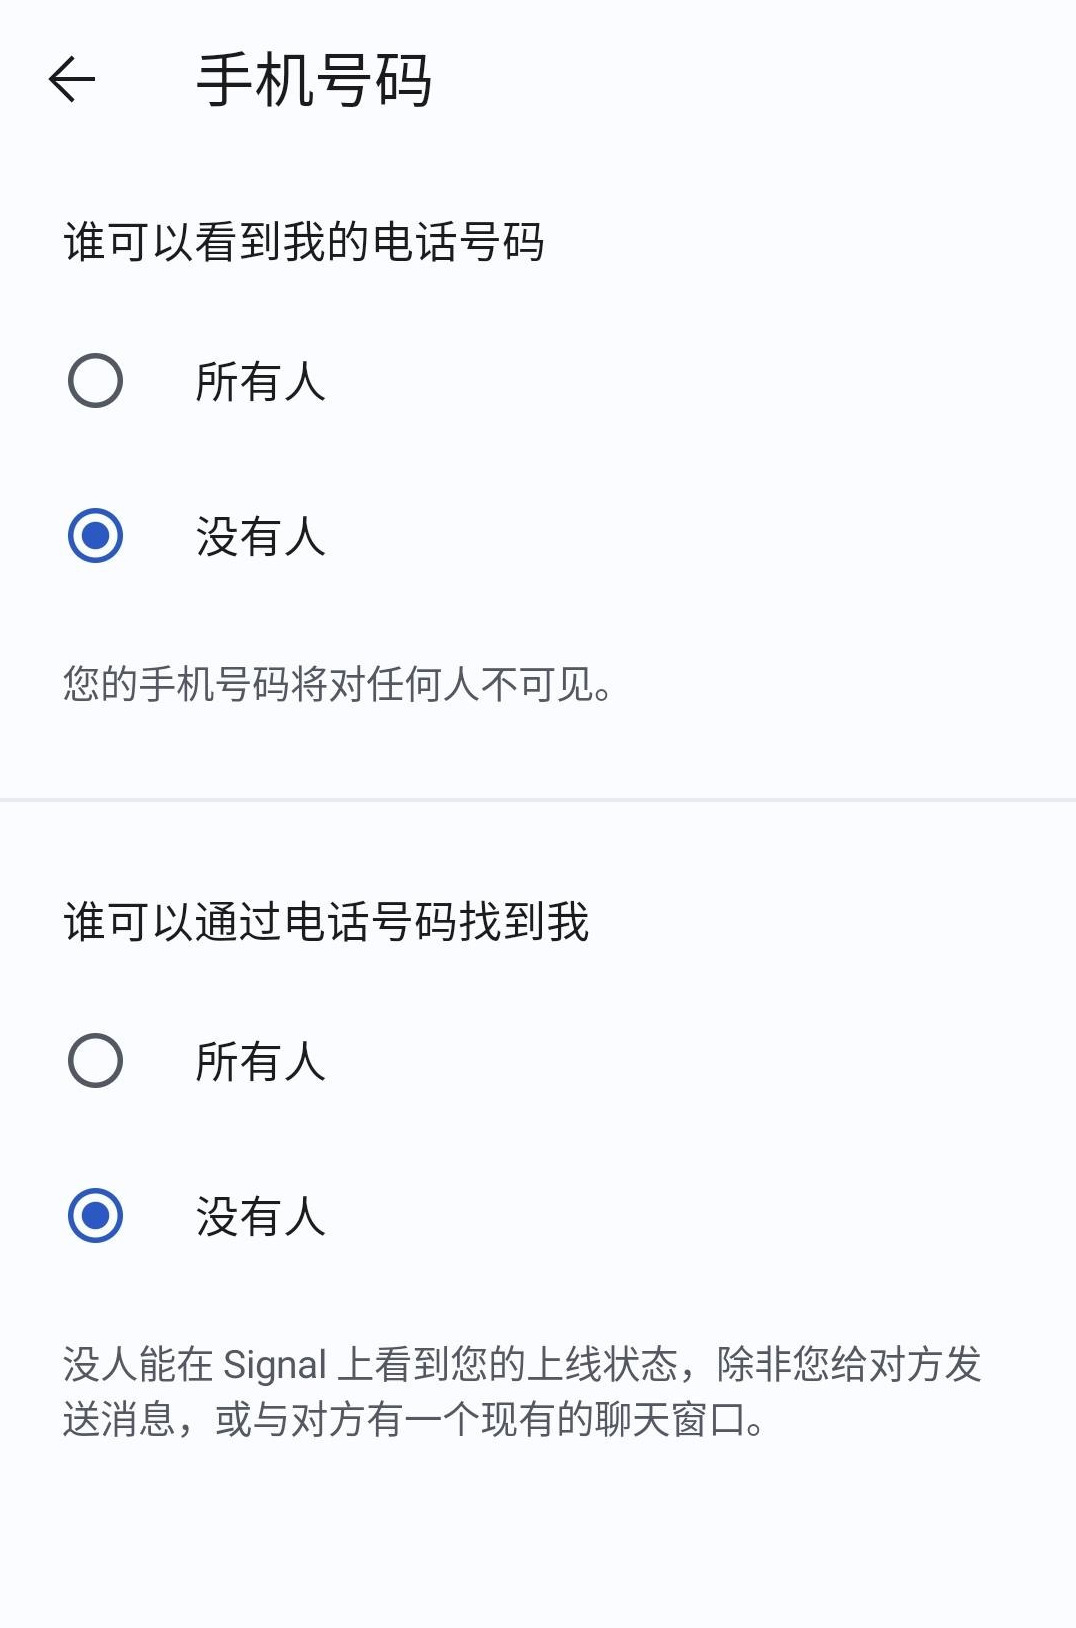 手机号码
谁可以看到我的电话号码
所有人
没有人
您的手机号码将对任何人不可见。
谁可以通过电话号码找到我
所有人
没有人
没人能在 Signal 上看到您的上线状态，除非您给对方发
送消息，或与对方有一个现有的聊天窗口。